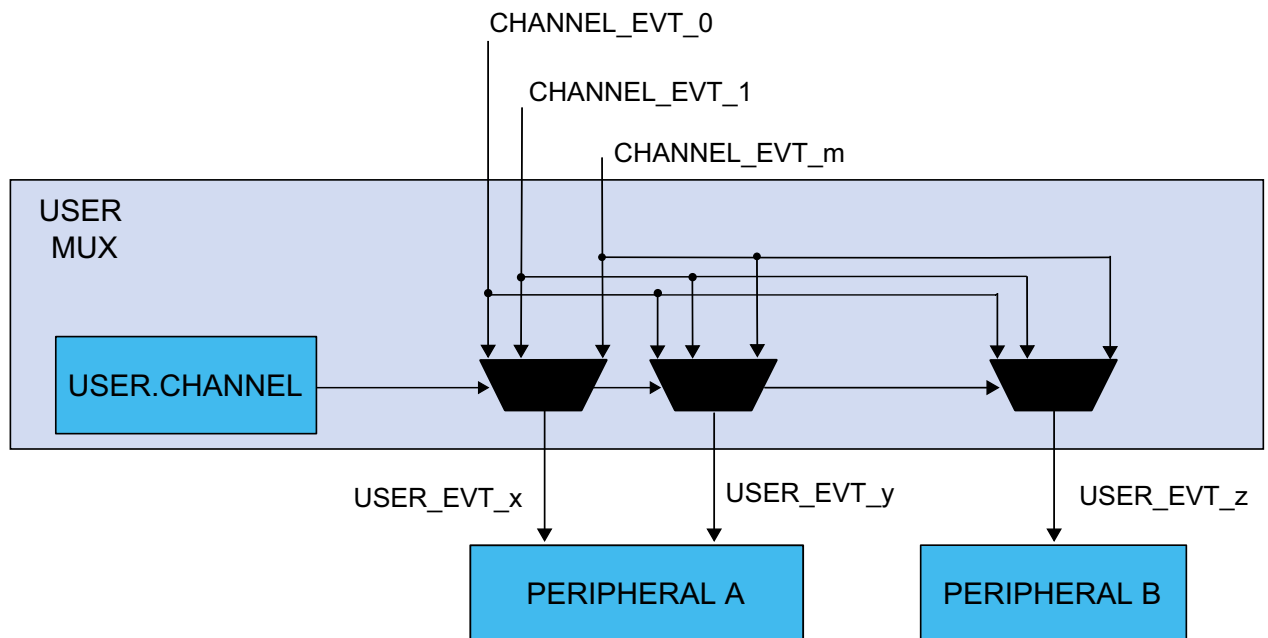 CHANNEL_EVT_0
CHANNEL_EVT_1
CHANNEL_EVT_m
USER
MUX
USER.CHANNEL
USER_EVT_x
USER_EVT_y
USER_EVT_z
PERIPHERAL A
PERIPHERAL B